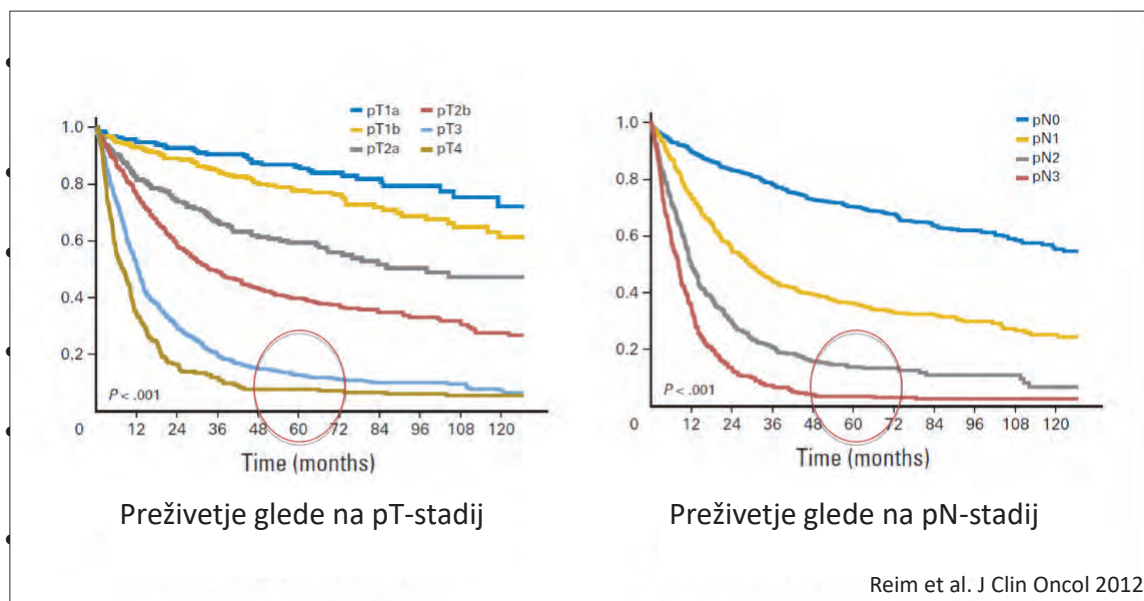 pT1a pT2b
pT1b pT3
pT2a pT4
1.0
0.8
0.6
0.4
0.2
P < .001
0 12 24 36 48 60 72 84 96 108 120
Time (months)
Preživetje glede na pT-stadij
pN0
pN1
pN2
pN3
1.0
0.8
0.6
0.4
0.2
P < .001
0 12 24 36 48 60 72 84 96 108 120
Time (months)
Preživetje glede na pN-stadij
Reim et al. J Clin Oncol 2012